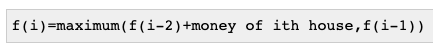 f(i)=maximum(f(i-2)+money of ith house,f(i-1))